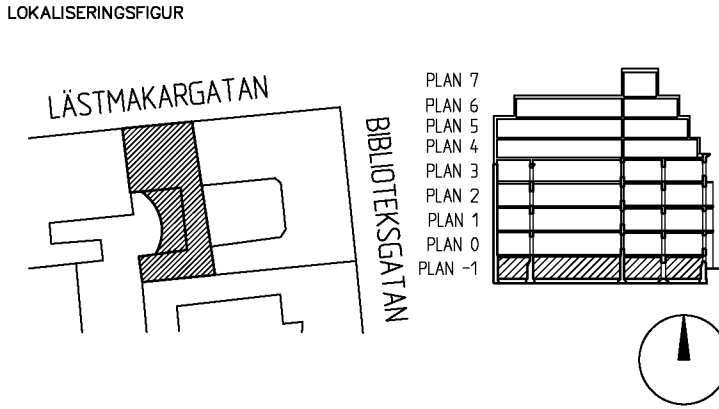 LOKALISERINGSFIGUR
LÄSTMAKARGATAN
BIBLIOTEKSGATAN
PLAN 7
PLAN 6
PLAN 5
PLAN 4
PLAN 3
PLAN 2
PLAN 1
PLAN 0
PLAN -1